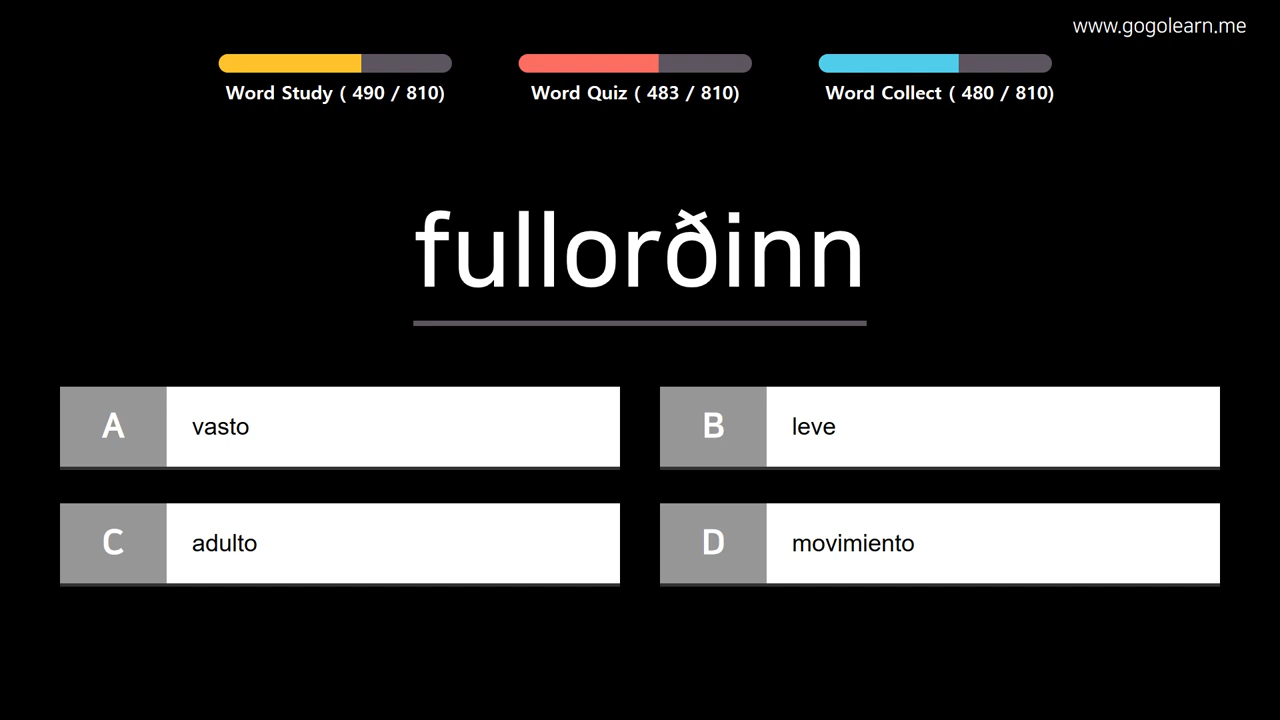 www.gogolearn.me
Word Study ( 490 / 810)
Word Quiz ( 483 / 810)
Word Collect ( 480 / 810)
fullorðinn
A vasto
B leve
C adulto
D movimiento